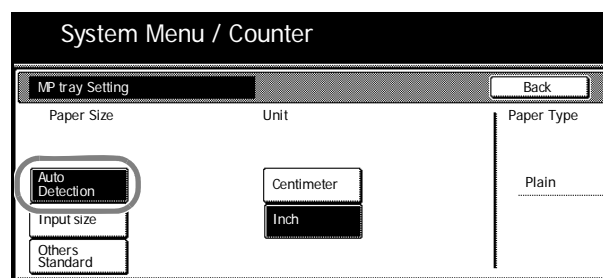 System Menu / Counter
MP tray Setting
Back
Paper Size
Unit
Paper Type
Auto
Detection
Centimeter
Plain
Input size
Inch
Others
Standard